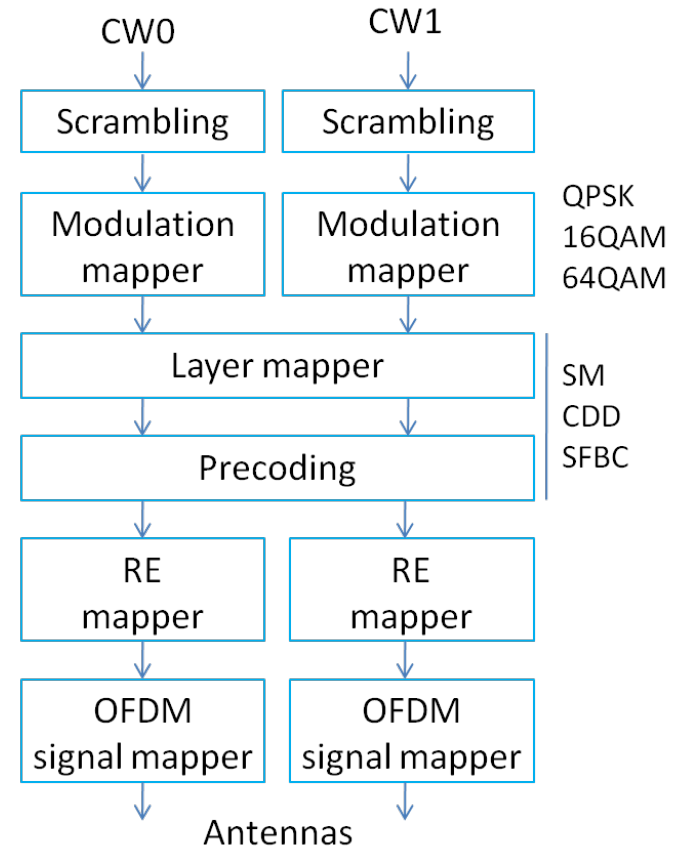 CW0
CW1
Scrambling
Scrambling
Modulation
mapper
Modulation
mapper
QPSK
16QAM
64QAM
Layer mapper
Precoding
SM
CDD
SFBC
RE
mapper
RE
mapper
OFDM
signal mapper
OFDM
signal mapper
Antennas